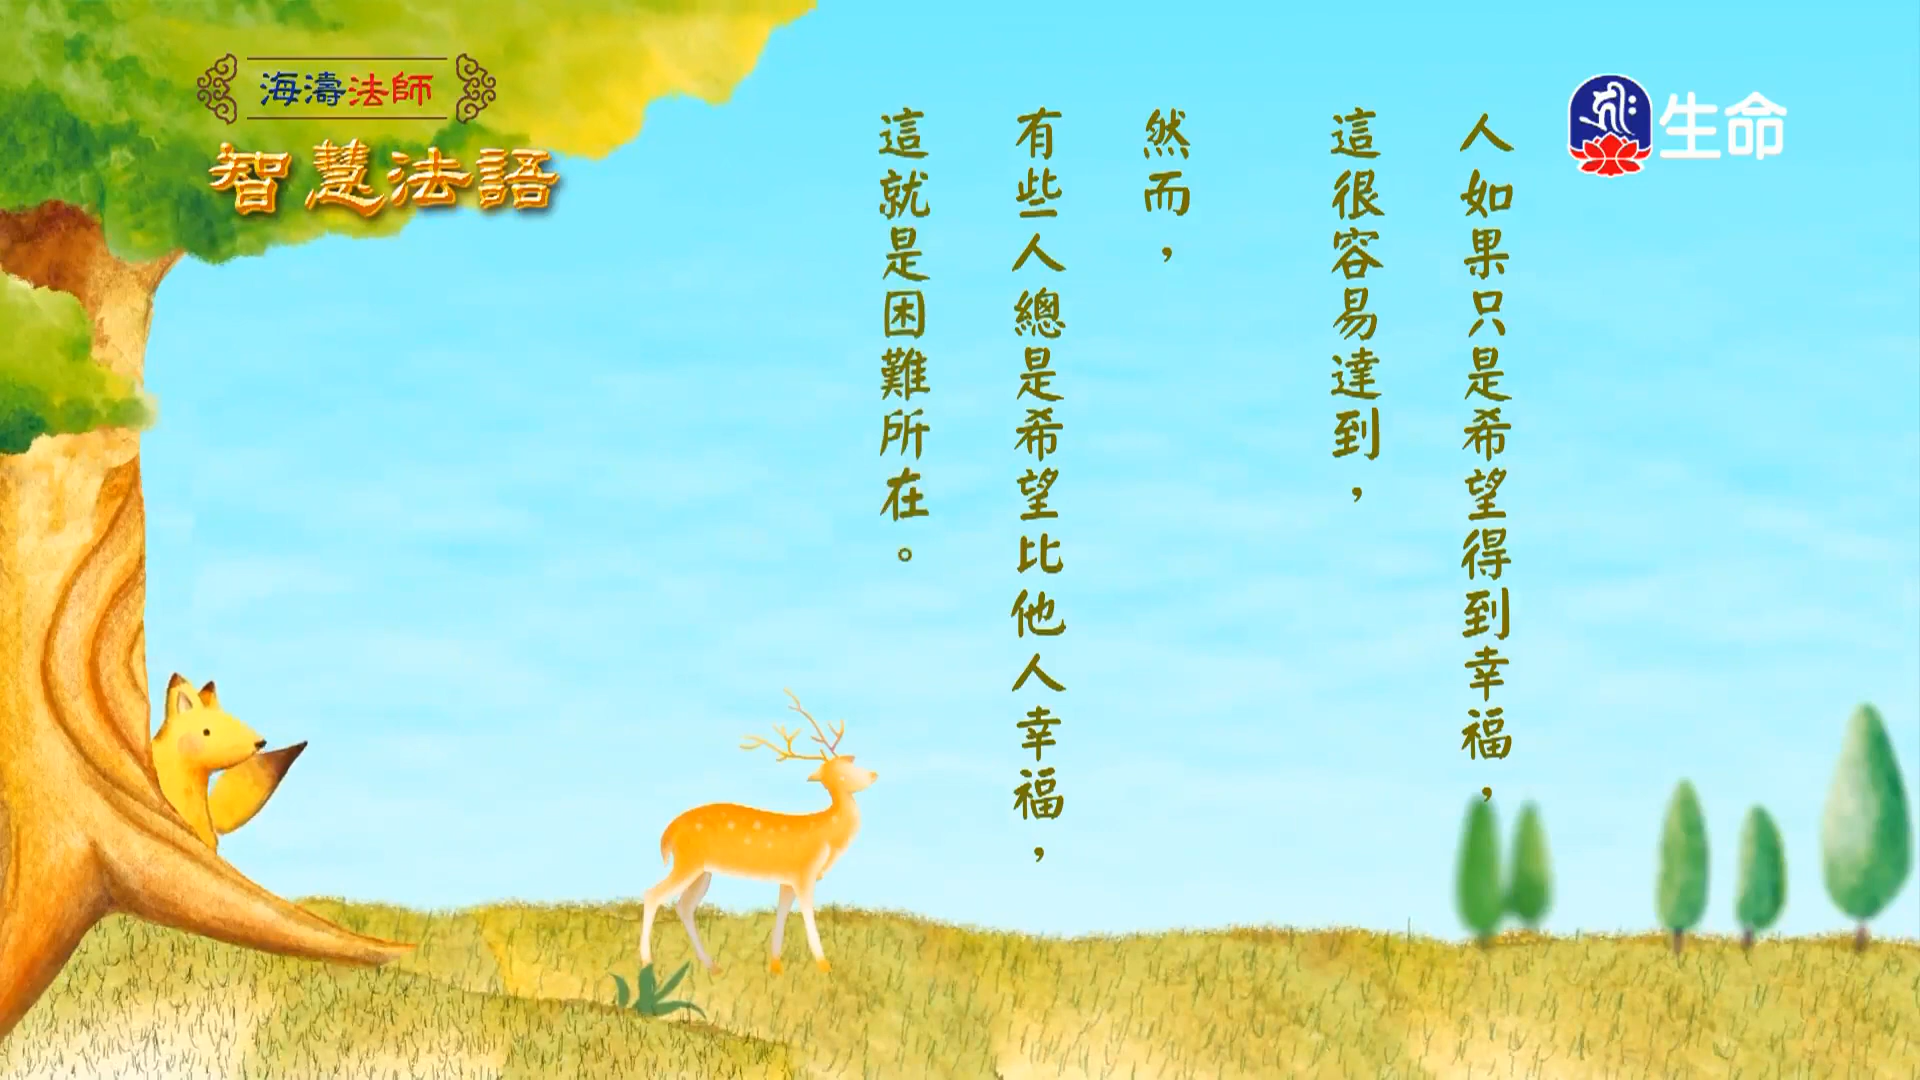 海濤法師
智慧法語
生命
人如果只是希望得到幸福，
這很容易達到，
然而，
有些人總是希望比他人幸福，
這就是困難所在。